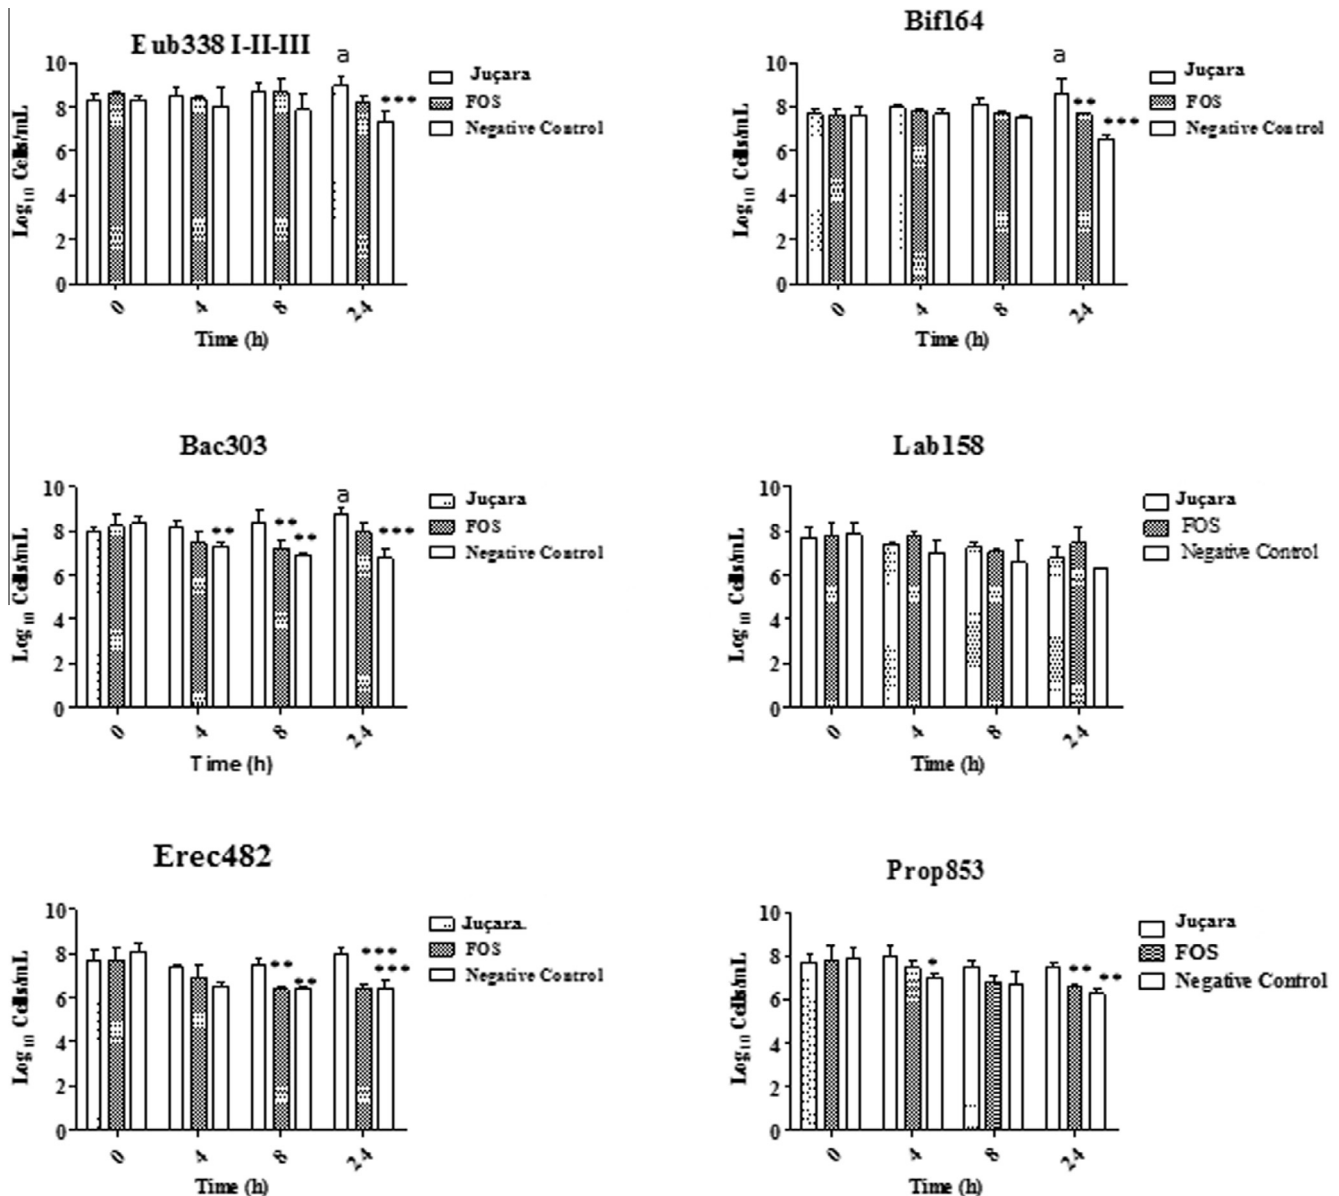 Eub338 I-II-III
a
10
8
6
4
2
0
Log10 Cells/mL
***
Juçara
FOS
Negative Control
0 4 8 24
Time (h)
Bif164
a
10
8
6
4
2
0
Log10 Cells/mL
**
***
Juçara
FOS
Negative Control
0 4 8 24
Time (h)
Bac303
a
10
8
6
4
2
0
Log10 Cells/mL
**
**
**
***
Juçara
FOS
Negative Control
0 4 8 24
Time (h)
Lab158
10
8
6
4
2
0
Log10 Cells/mL
Juçara
FOS
Negative Control
0 4 8 24
Time (h)
Erec482
10
8
6
4
2
0
Log10 Cells/mL
**
**
***
***
Juçara.
FOS
Negative Control
0 4 8 24
Time (h)
Prop853
10
8
6
4
2
0
Log10 Cells/mL
*
**
**
Juçara
FOS
Negative Control
0 4 8 24
Time (h)